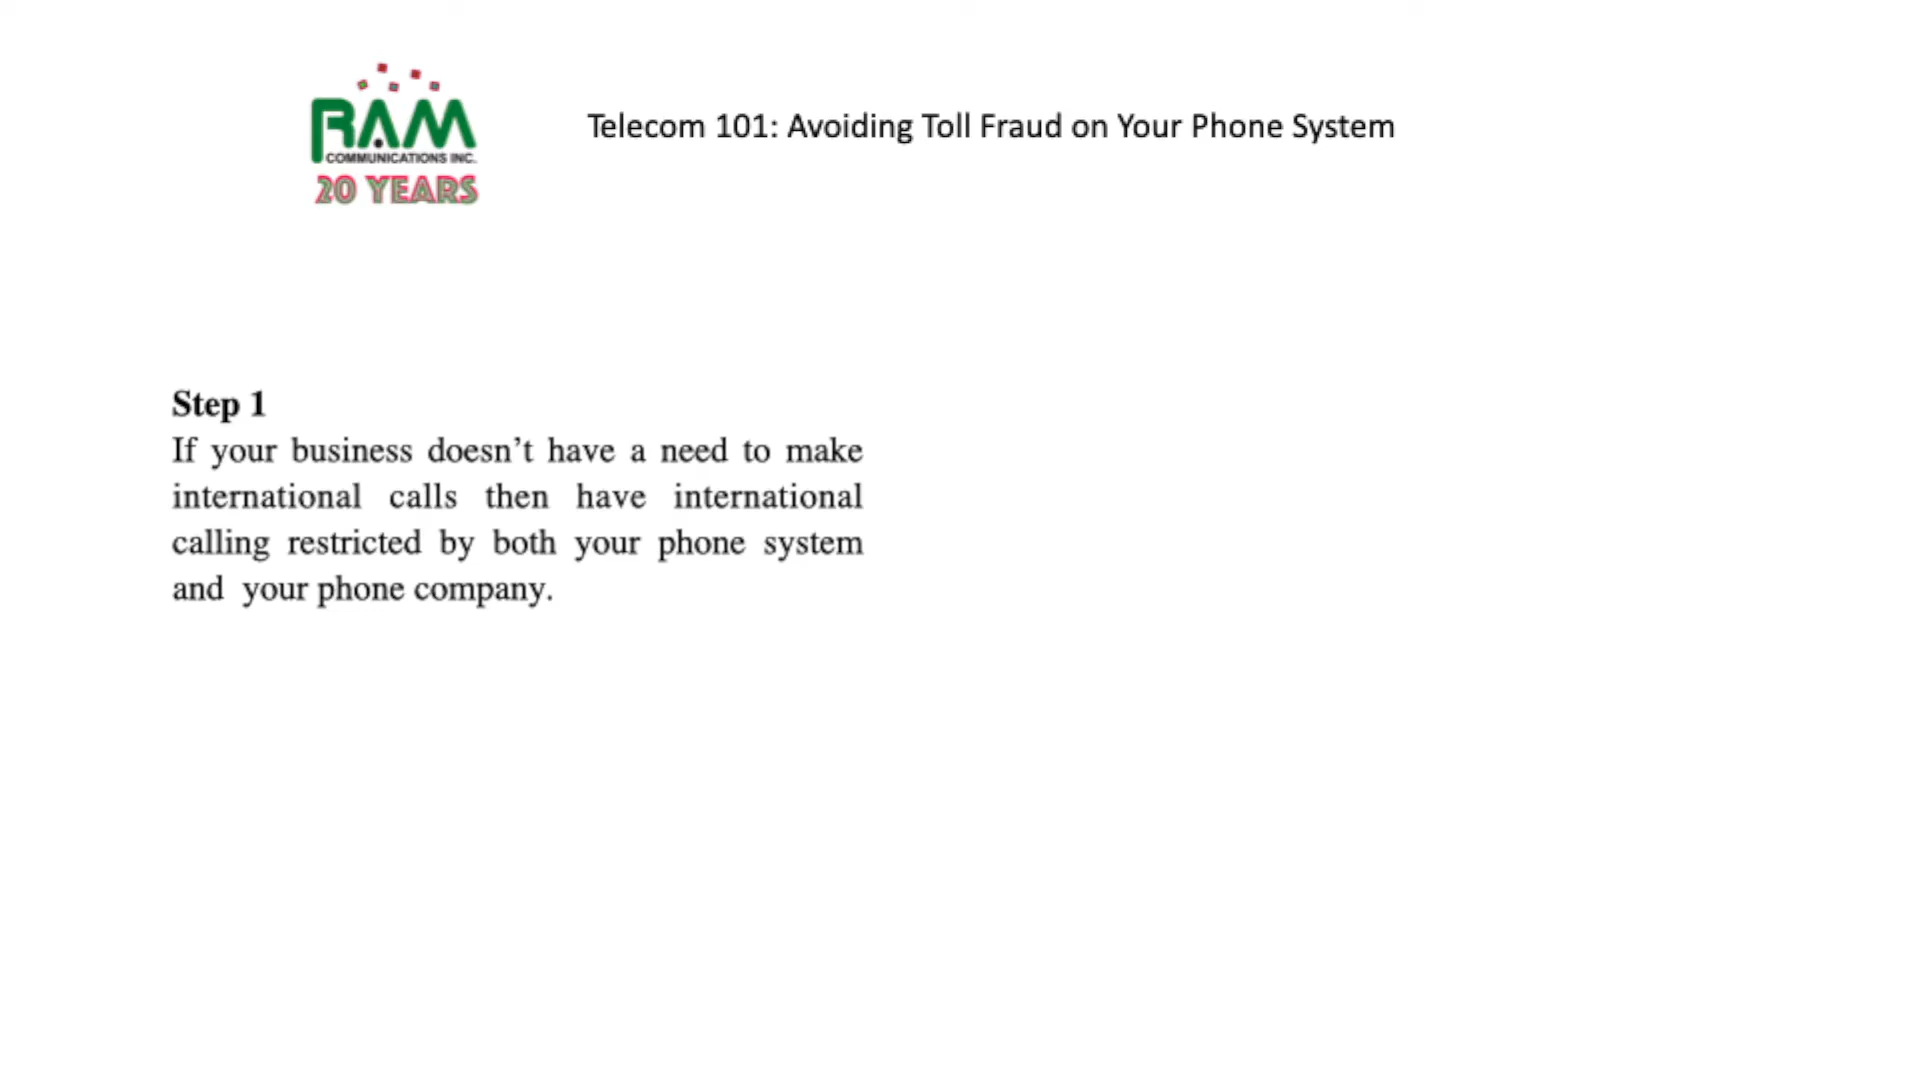 RAM
COMMUNICATIONS INC.
20 YEARS
Telecom 101: Avoiding Toll Fraud on Your Phone System
Step 1
If your business doesn’t have a need to make
international calls then have international
calling restricted by both your phone system
and  your phone company.